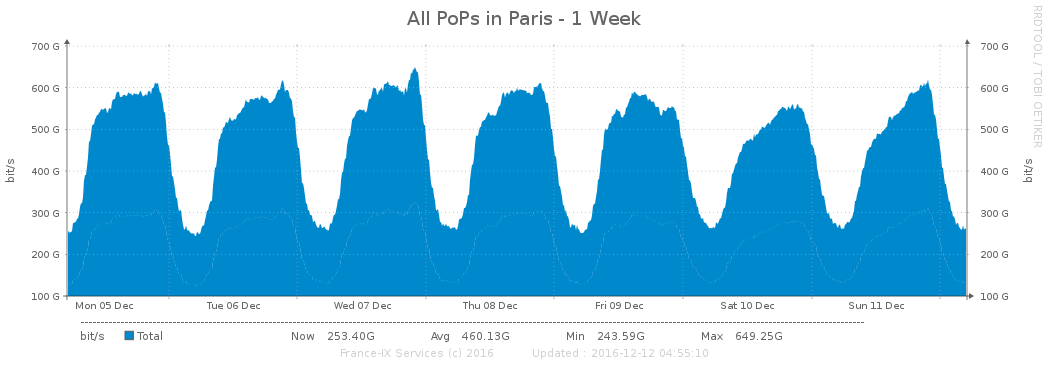 All PoPs in Paris - 1 Week
RRDTOOL / TOBI OETIKER
700 G 700 G
600 G 600 G
500 G 500 G
400 G 400 G
300 G 300 G
200 G 200 G
100 G 100 G
bit/s bit/s
Mon 05 Dec Tue 06 Dec Wed 07 Dec Thu 08 Dec Fri 09 Dec Sat 10 Dec Sun 11 Dec
bit/s Total Now 253.40G Avg 460.13G Min 243.59G Max 649.25G
France-IX Services (c) 2016 Updated : 2016-12-12 04:55:10